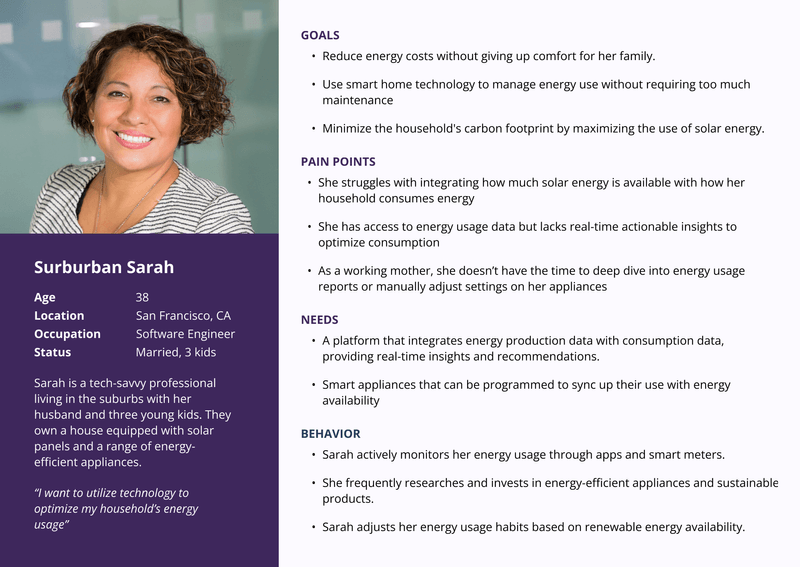 Surburban Sarah
Age 38
Location San Francisco, CA
Occupation Software Engineer
Status Married, 3 kids
Sarah is a tech-savvy professional
living in the suburbs with her
husband and three young kids. They
own a house equipped with solar
panels and a range of energy-
efficient appliances.
“I want to utilize technology to
optimize my household’s energy
usage”
GOALS
• Reduce energy costs without giving up comfort for her family.
• Use smart home technology to manage energy use without requiring too much
maintenance
• Minimize the household's carbon footprint by maximizing the use of solar energy.
PAIN POINTS
• She struggles with integrating how much solar energy is available with how her
household consumes energy
• She has access to energy usage data but lacks real-time actionable insights to
optimize consumption
• As a working mother, she doesn’t have the time to deep dive into energy usage
reports or manually adjust settings on her appliances
NEEDS
• A platform that integrates energy production data with consumption data,
providing real-time insights and recommendations.
• Smart appliances that can be programmed to sync up their use with energy
availability
BEHAVIOR
• Sarah actively monitors her energy usage through apps and smart meters.
• She frequently researches and invests in energy-efficient appliances and sustainable
products.
• Sarah adjusts her energy usage habits based on renewable energy availability.